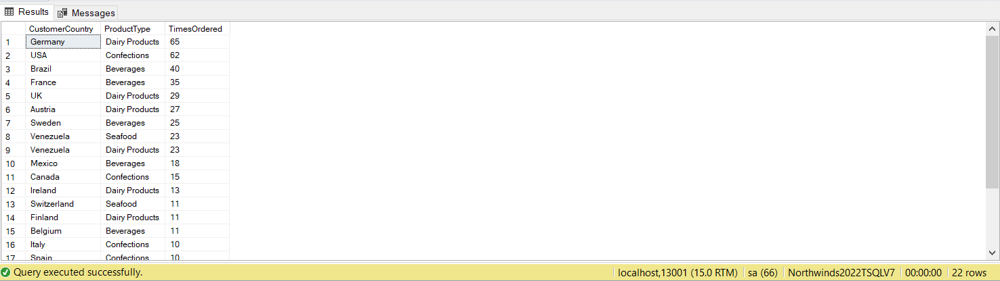 Results Messages
CustomerCountry ProductType TimesOrdered
1 Germany Dairy Products 65
2 USA Confections 62
3 Brazil Beverages 40
4 France Beverages 35
5 UK Dairy Products 29
6 Austria Dairy Products 27
7 Sweden Beverages 25
8 Venezuela Seafood 23
9 Venezuela Dairy Products 23
10 Mexico Beverages 18
11 Canada Confections 15
12 Ireland Dairy Products 13
13 Switzerland Seafood 11
14 Finland Dairy Products 11
15 Belgium Beverages 11
16 Italy Confections 10
17 Spain Confections 10
Query executed successfully. localhost,13001 (15.0 RTM) sa (66) Northwinds2022TSQLV7 00:00:00 22 rows